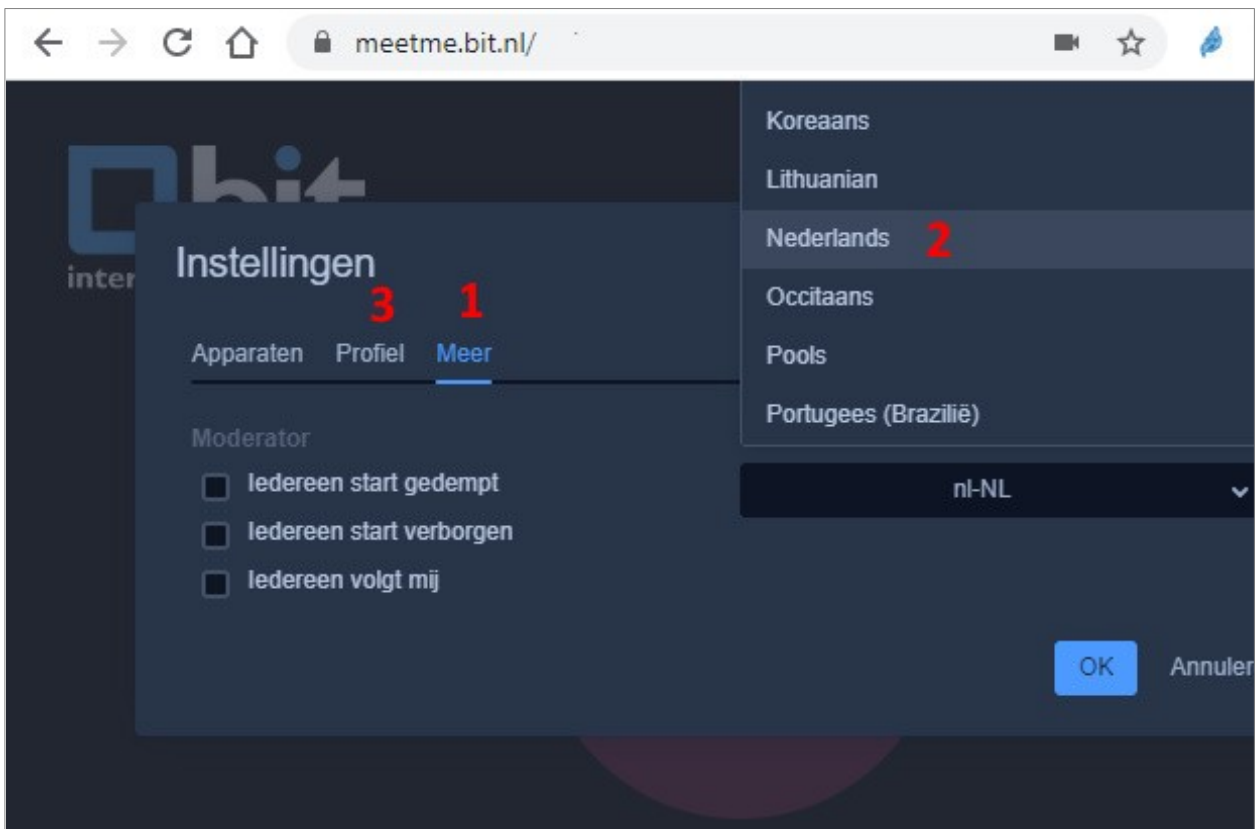 meetme.bit.nl/
bit
inter
Instellingen
3
1
Apparaten
Profiel
Meer
Moderator
Iedereen start gedempt
Iedereen start verborgen
Iedereen volgt mij
Koreaans
Lithuanian
Nederlands 2
Occitaans
Pools
Portugees (Brazilië)
nl-NL
OK
Annuler